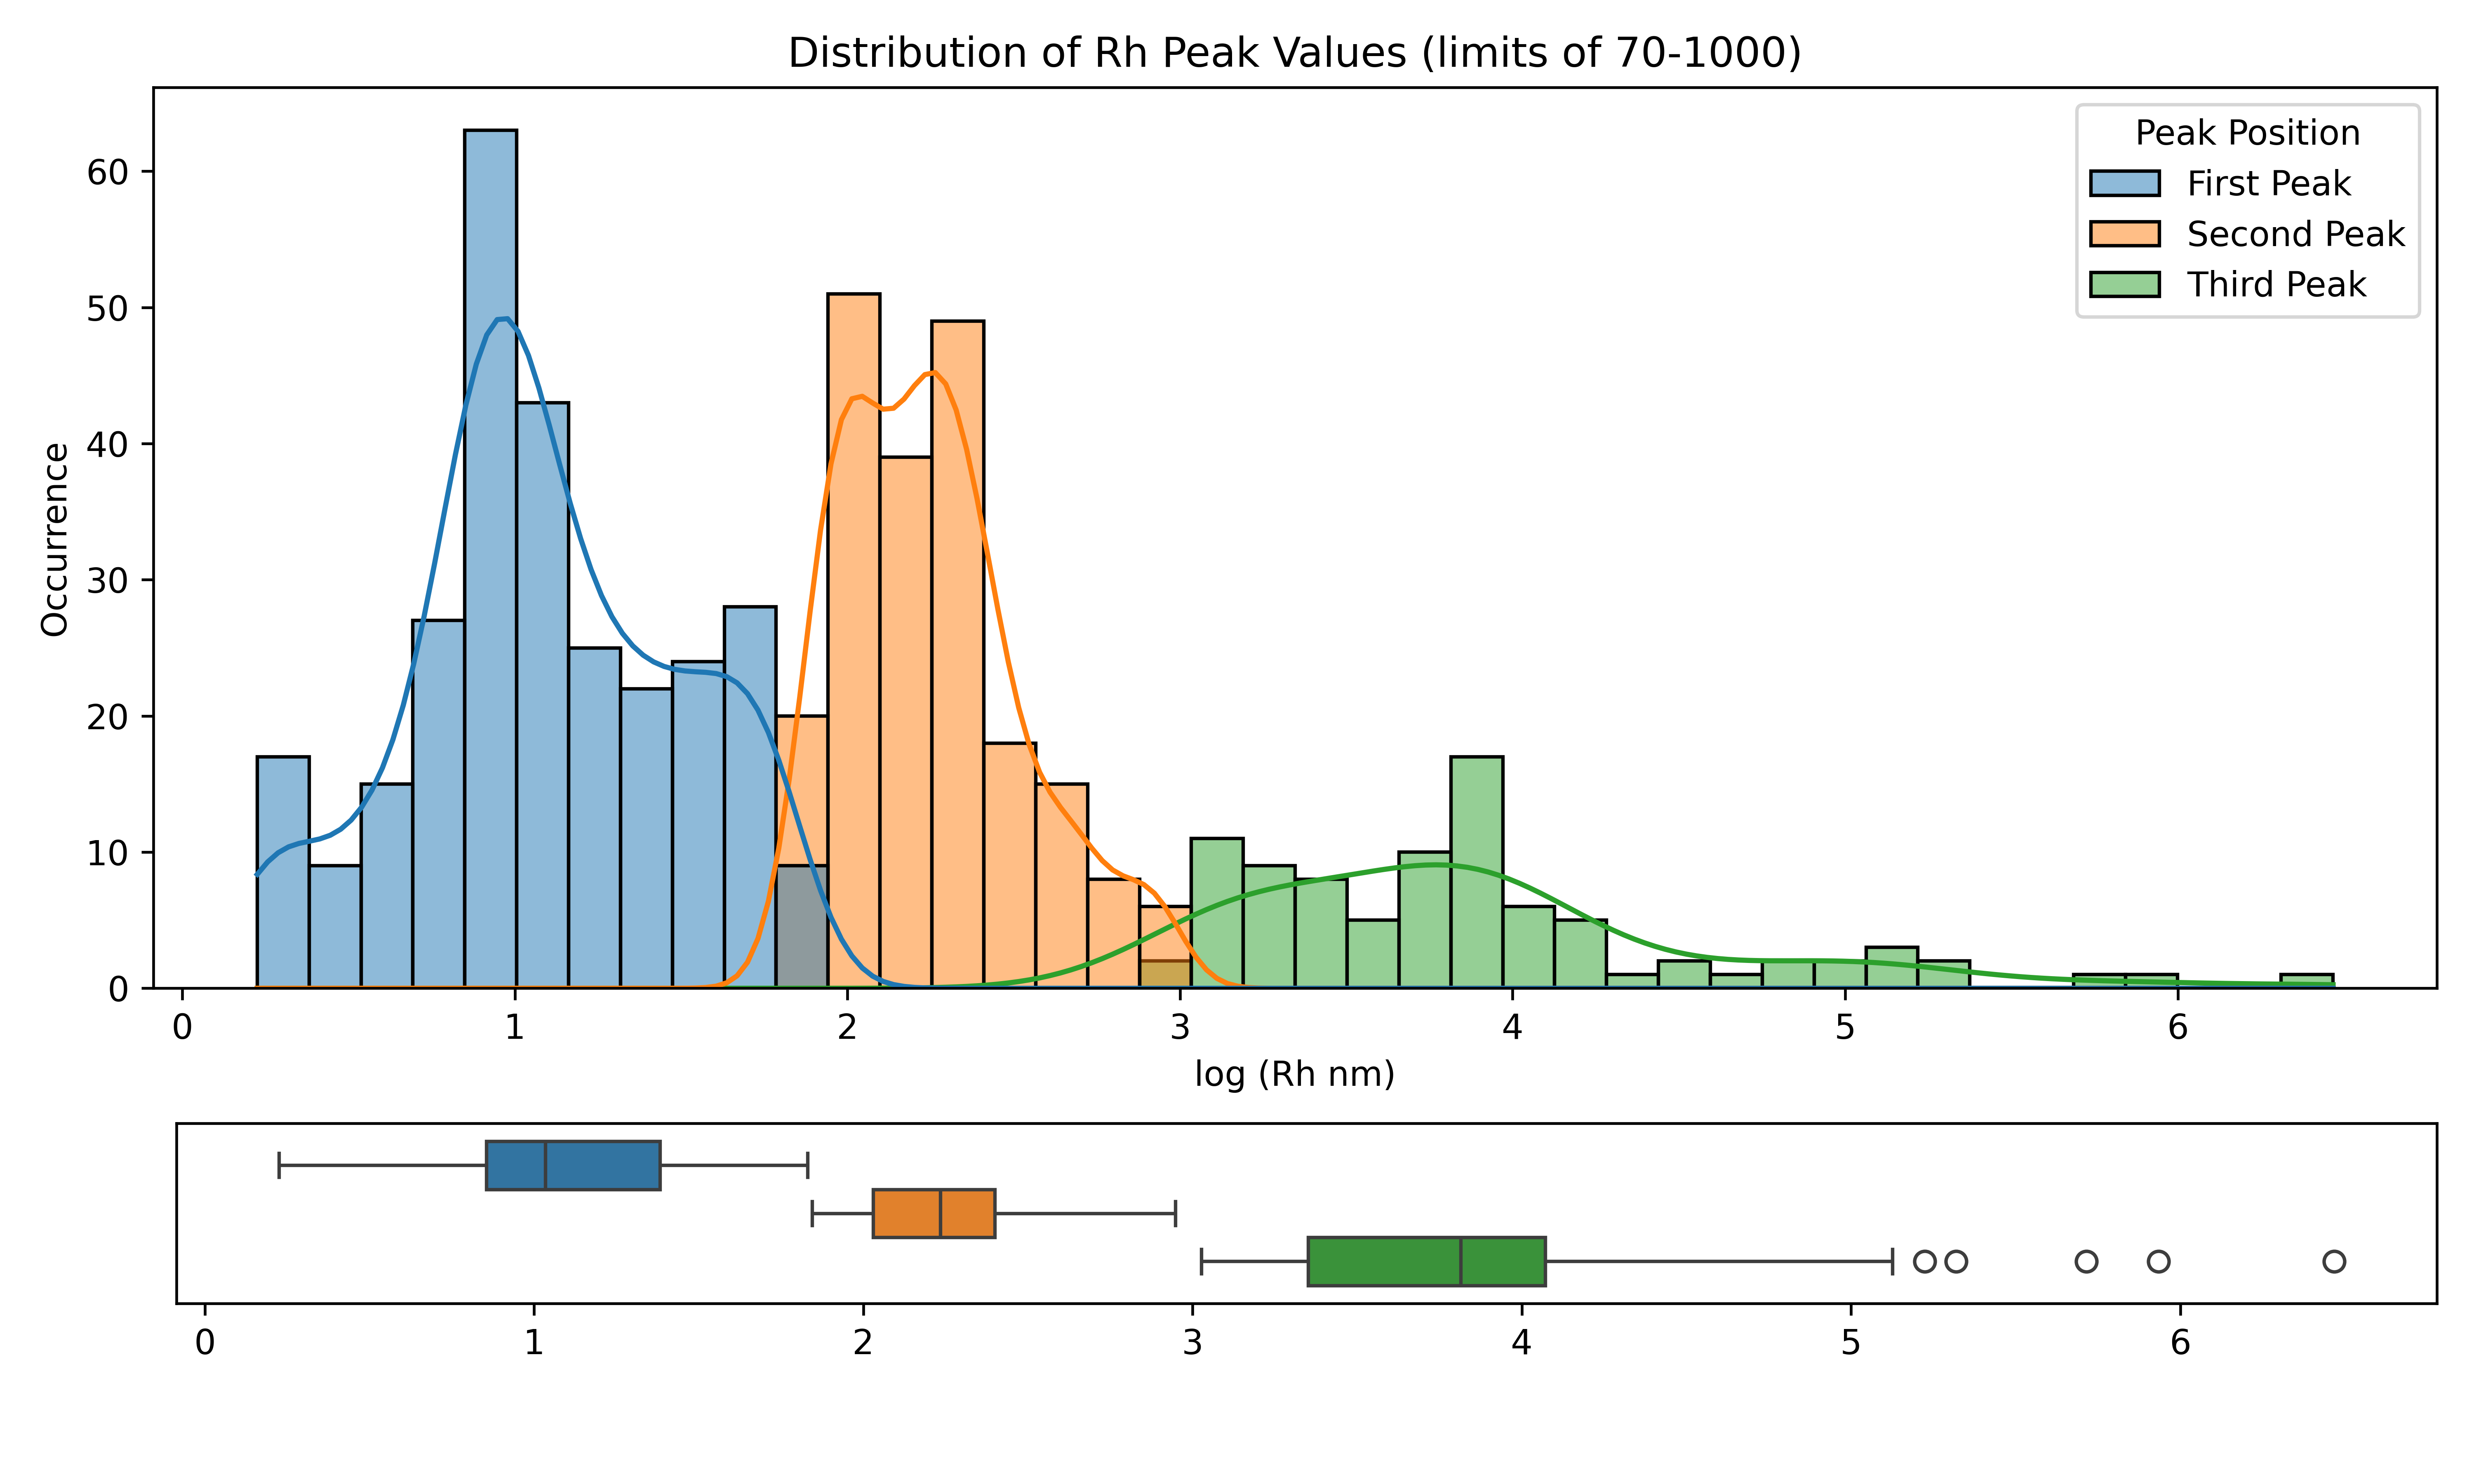 Distribution of Rh Peak Values (limits of 70-1000)
Peak Position
First Peak
Second Peak
Third Peak
Occurrence
60
50
40
30
20
10
0
0 1 2 3 4 5 6
log (Rh nm)
0 1 2 3 4 5 6